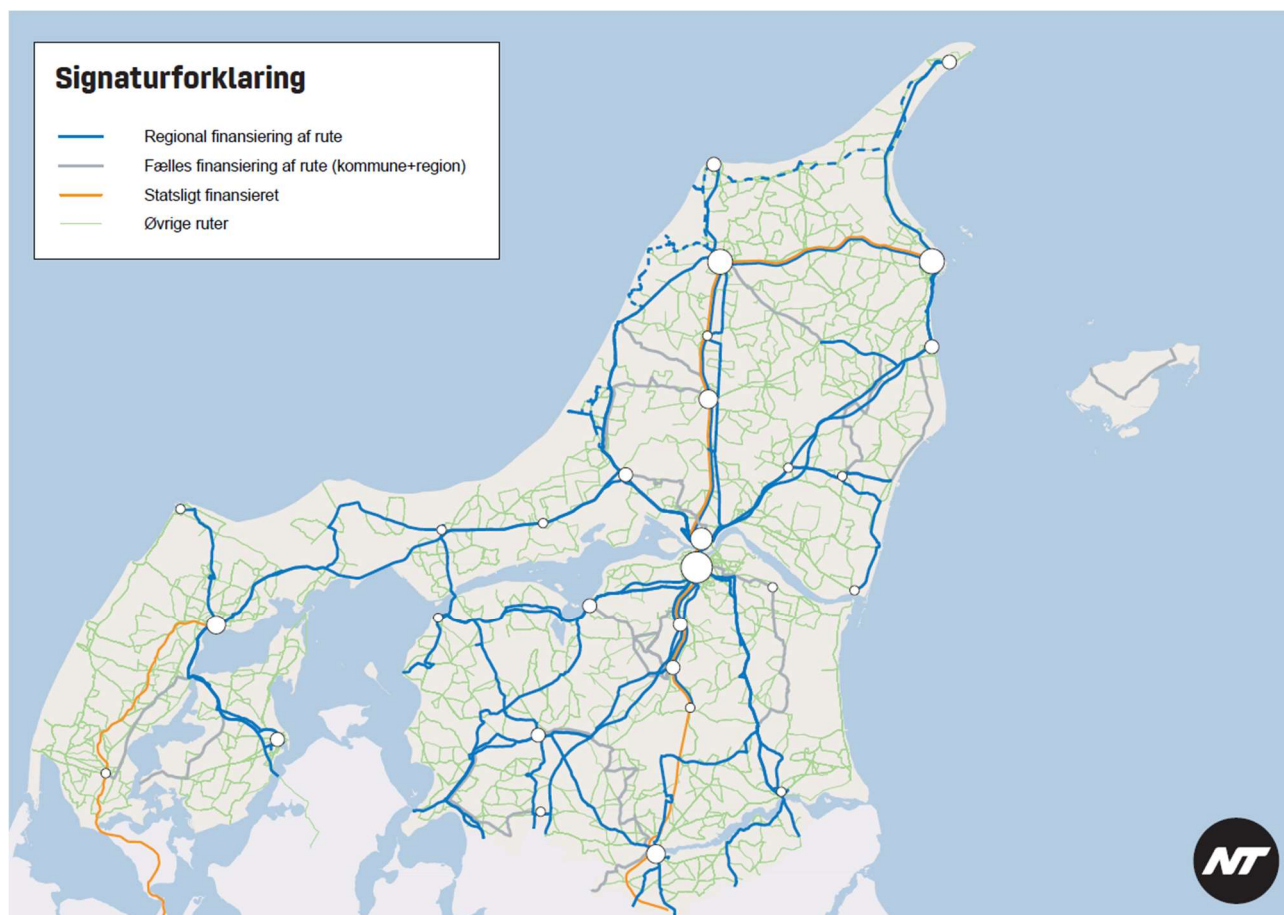 Signaturforklaring
Regional finansiering af rute
Fælles finansiering af rute (kommune+region)
Statsligt finansieret
Øvrige ruter
NT